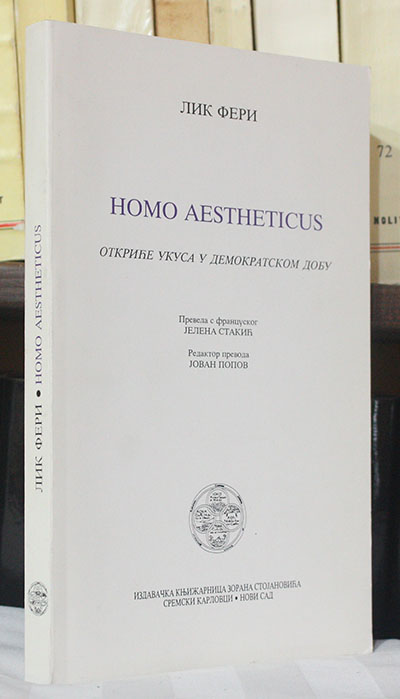 ЛИК ФЕРИ
HOMO AESTHETICUS
ОТКРИЋЕ УКУСА У ДЕМОКРАТСКОМ ДОБУ
Превела с француског
ЈЕЛЕНА СТАКИЋ
Редактор превода
ЈОВАН ПОПОВ
ИЗДАВАЧКА КЊИЖАРНИЦА ЗОРАНА СТОЈАНОВИЋА
СРЕМСКИ КАРЛОВЦИ • НОВИ САД
ЛИК ФЕРИ • HOMO AESTHETICUS
72